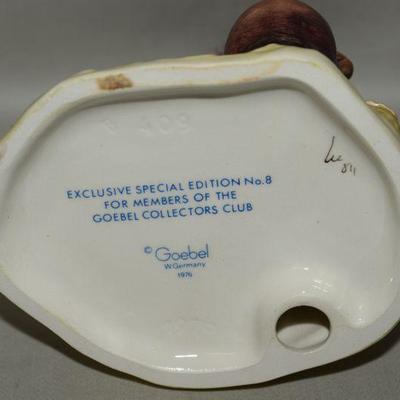 EXCLUSIVE SPECIAL EDITION No.8
FOR MEMBERS OF THE
GOEBEL COLLECTORS CLUB
© Goebel
W.Germany
1976